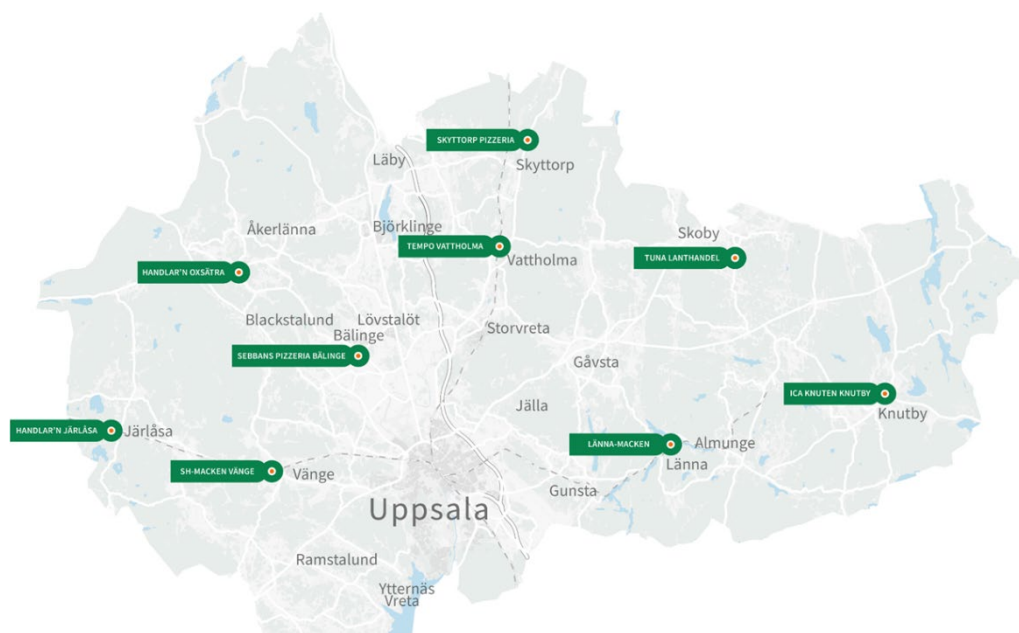 SKYTTORP PIZZERIA
Läby
Skyttorp
Björklinge
Åkerlänna
Skoby
TEMPO VATTHOLMA
Vattholma
TUNA LANTHANDEL
HANDLAR'N OXSÄTRA
Blackstalund
Lövstalöt
Storvreta
Bälinge
SEBBANS PIZZERIA BÄLINGE
Gåvsta
ICA KNUTEN KNUTBY
Jälla
Knutby
HANDLAR'N JÄRLÅSA
Järlåsa
LÄNNA-MACKEN
Almunge
Länna
SH-MACKEN VÄNGE
Vänge
Gunsta
Uppsala
Ramstalund
Ytternäs
Vreta